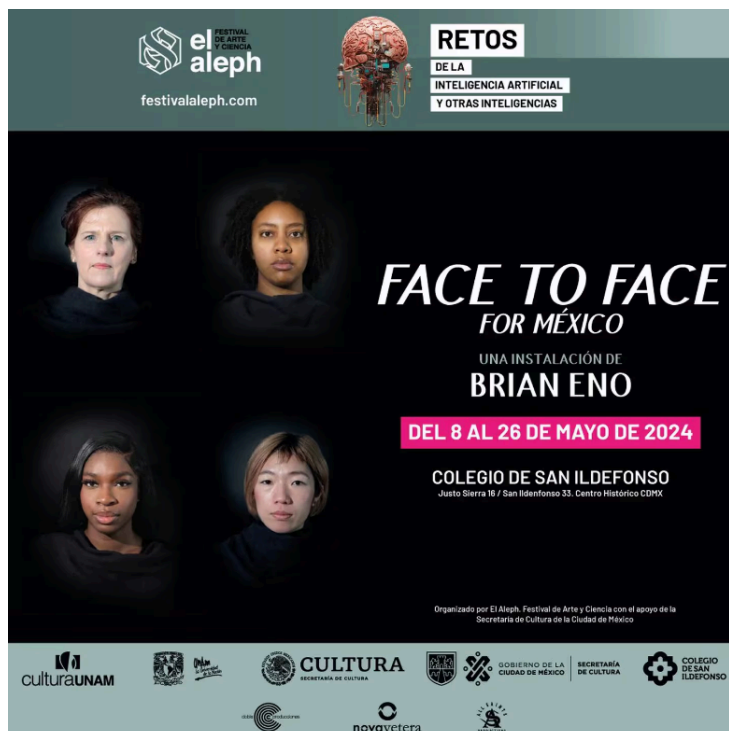 el
FESTIVAL
DE ARTE
Y CIENCIA
aleph
festivalaleph.com
RETOS
DE LA
INTELIGENCIA ARTIFICIAL
Y OTRAS INTELIGENCIAS
FACE TO FACE
FOR MÉXICO
UNA INSTALACIÓN DE
BRIAN ENO
DEL 8 AL 26 DE MAYO DE 2024
COLEGIO DE SAN ILDEFONSO
Justo Sierra 16 / San Ildenfonso 33. Centro Histórico CDMX
Organizado por El Aleph. Festival de Arte y Ciencia con el apoyo de la
Secretaría de Cultura de la Ciudad de México
culturaUNAM
CULTURA
SECRETARÍA DE CULTURA
GOBIERNO DE LA
CIUDAD DE MÉXICO
SECRETARÍA
DE CULTURA
COLEGIO
DE SAN
ILDEFONSO
novavetera